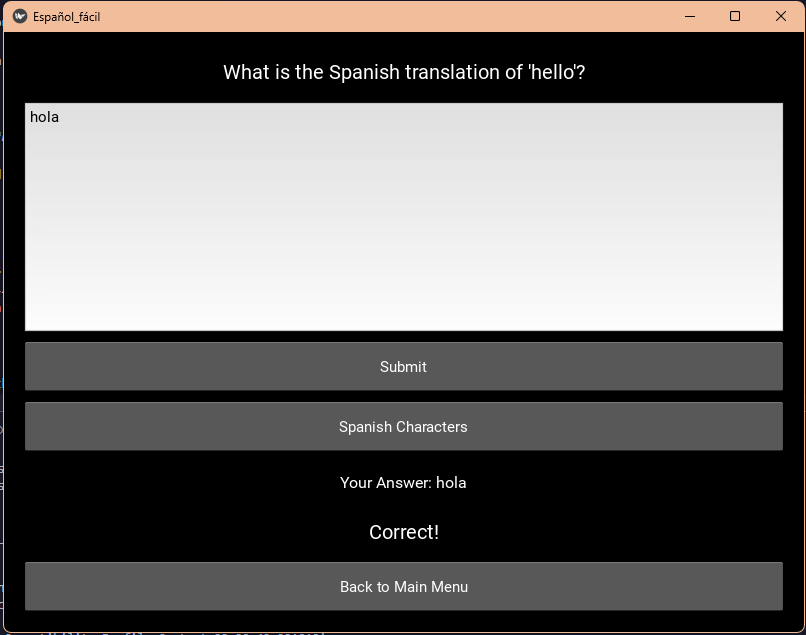 Español_fácil
What is the Spanish translation of 'hello'?
hola
Submit
Spanish Characters
Your Answer: hola
Correct!
Back to Main Menu